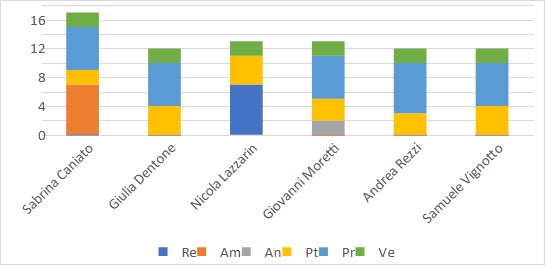 16
12
8
4
0
Sabrina Caniato
Giulia Dentone
Nicola Lazzarin
Giovanni Moretti
Andrea Rezzi
Samuele Vignotto
Re Am An Pt Pr Ve